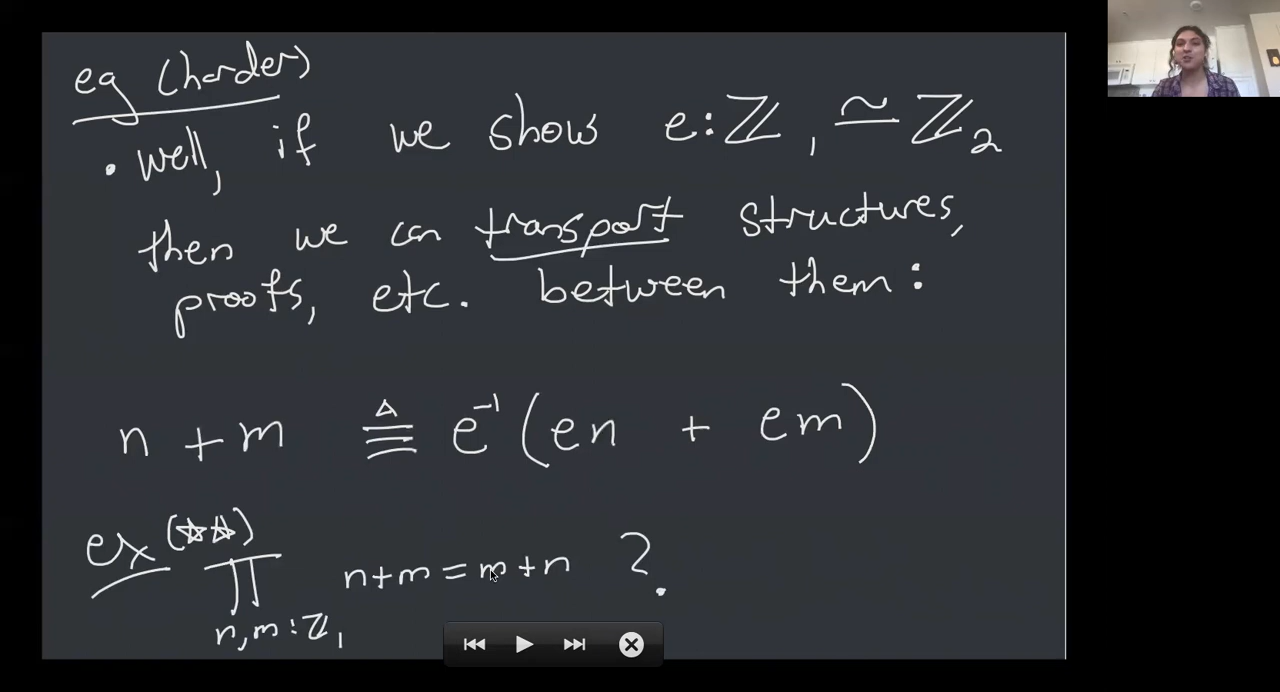 eg (harder)
• well, if we show e:ℤ₁ ≃ ℤ₂
then we can transport structures,
proofs, etc. between them:
n + m ≜ e⁻¹(en + em)
ex (☆☆)
∏ n,m:ℤ₁ n+m = m+n ?